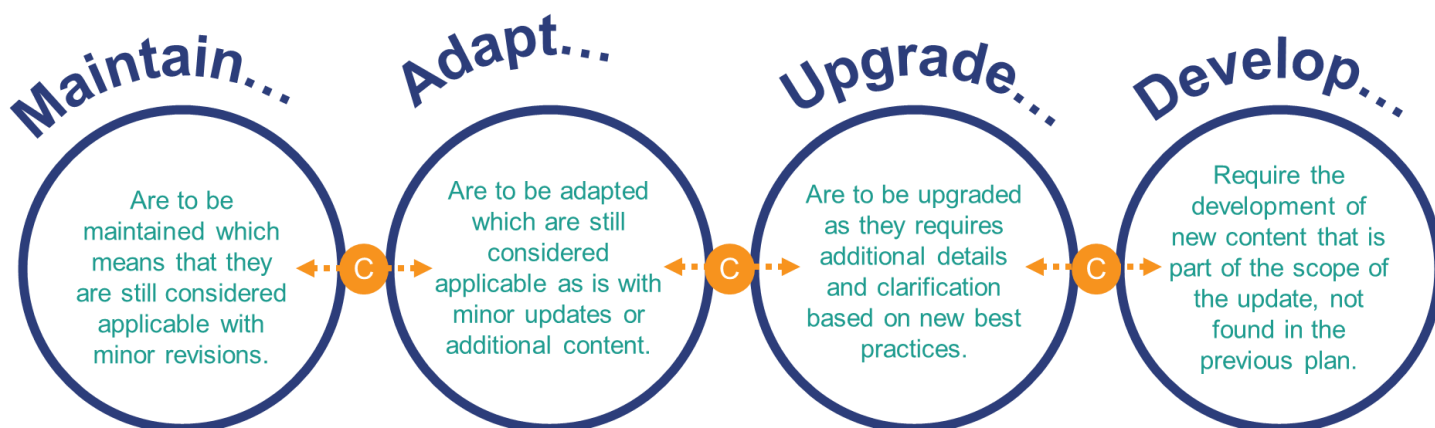 Maintain...
Are to be
maintained which
means that they
are still considered
applicable with
minor revisions.
C
Adapt...
Are to be adapted
which are still
considered
applicable as is with
minor updates or
additional content.
C
Upgrade...
Are to be upgraded
as they requires
additional details
and clarification
based on new best
practices.
C
Develop...
Require the
development of
new content that is
part of the scope of
the update, not
found in the
previous plan.